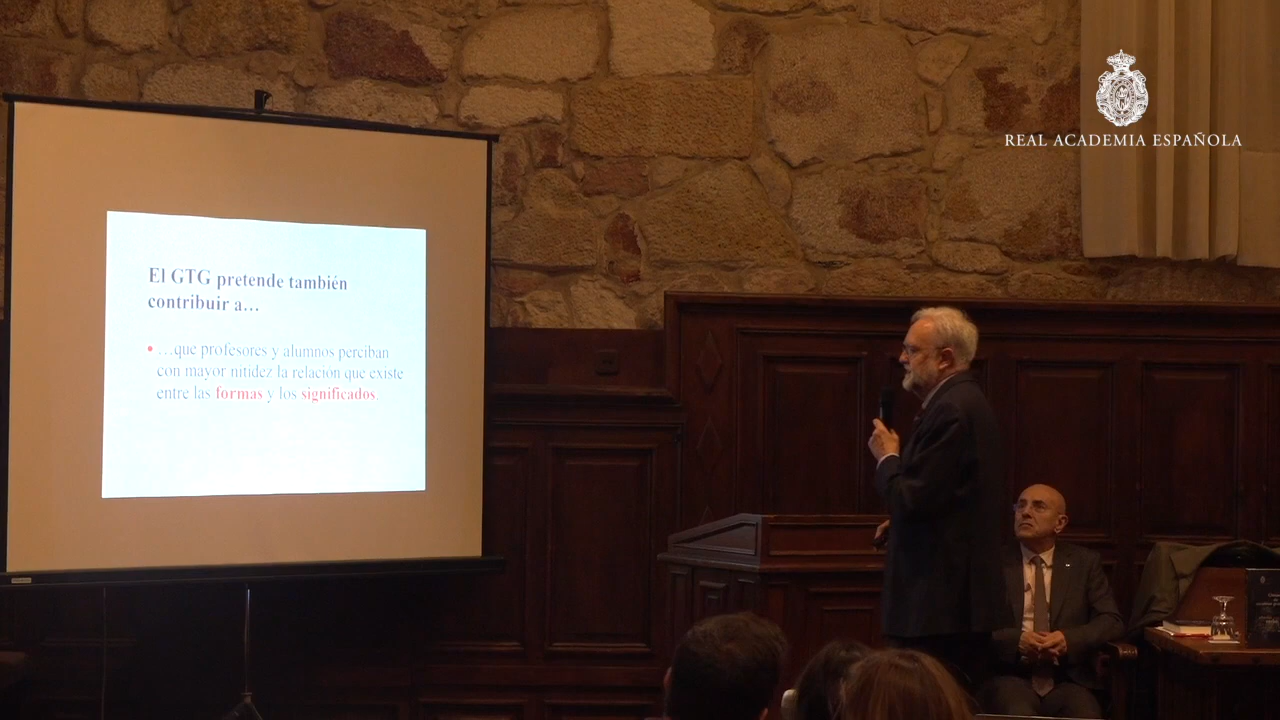 REAL ACADEMIA ESPAÑOLA
El GTG pretende también
contribuir a…
• …que profesores y alumnos perciban
con mayor nitidez la relación que existe
entre las formas y los significados.